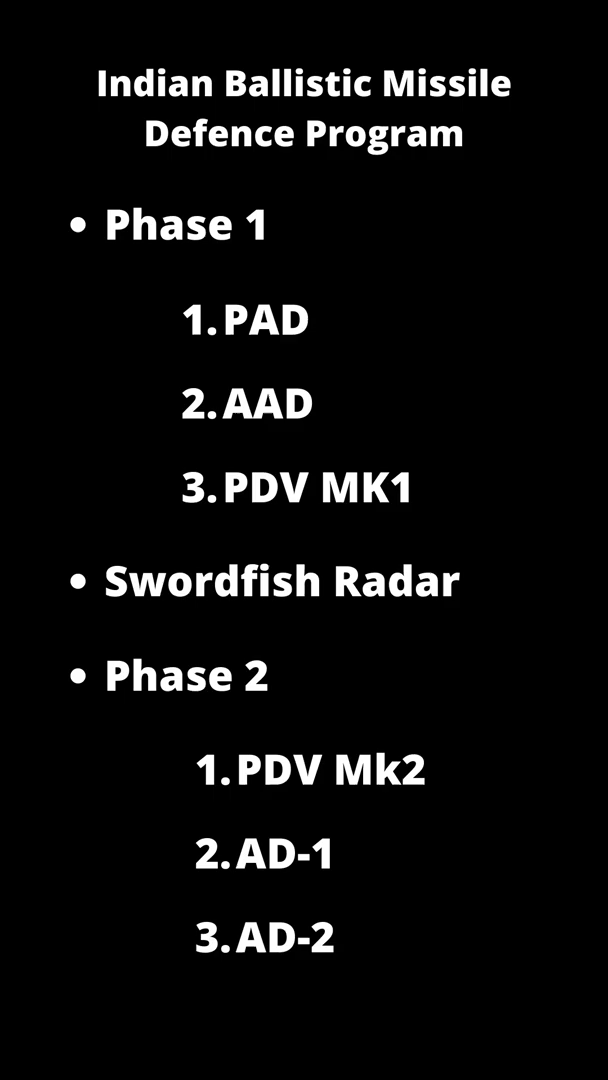 Indian Ballistic Missile
Defence Program
• Phase 1
1. PAD
2. AAD
3. PDV MK1
• Swordfish Radar
• Phase 2
1. PDV Mk2
2. AD-1
3. AD-2